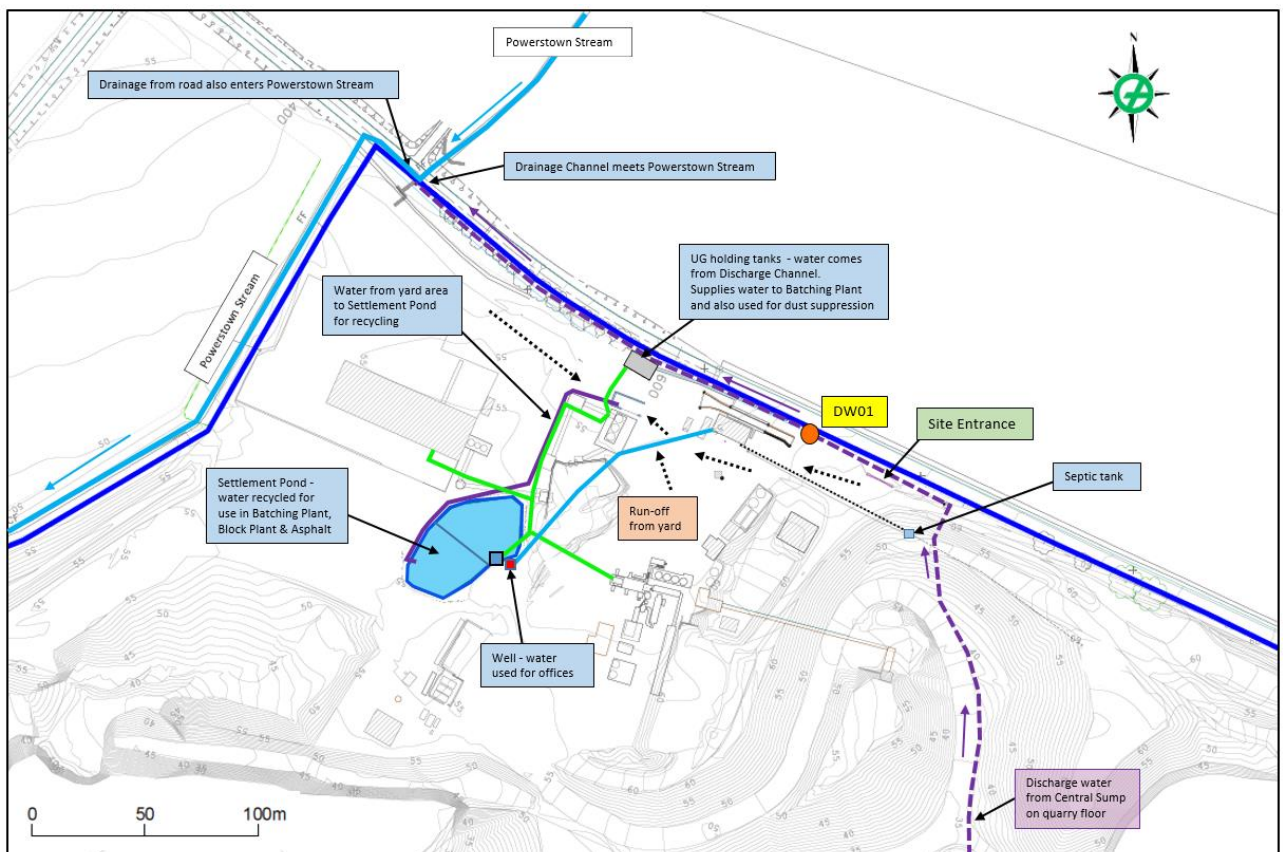 Powerstown Stream
N
Drainage from road also enters Powerstown Stream
Drainage Channel meets Powerstown Stream
UG holding tanks - water comes
from Discharge Channel.
Supplies water to Batching Plant
and also used for dust suppression
Water from yard area
to Settlement Pond
for recycling
Powerstown Stream
DW01
Site Entrance
Septic tank
Settlement Pond -
water recycled for
use in Batching Plant,
Block Plant & Asphalt
Run-off
from yard
Well - water
used for offices
Discharge water
from Central Sump
on quarry floor
0 50 100m
400
600
FF